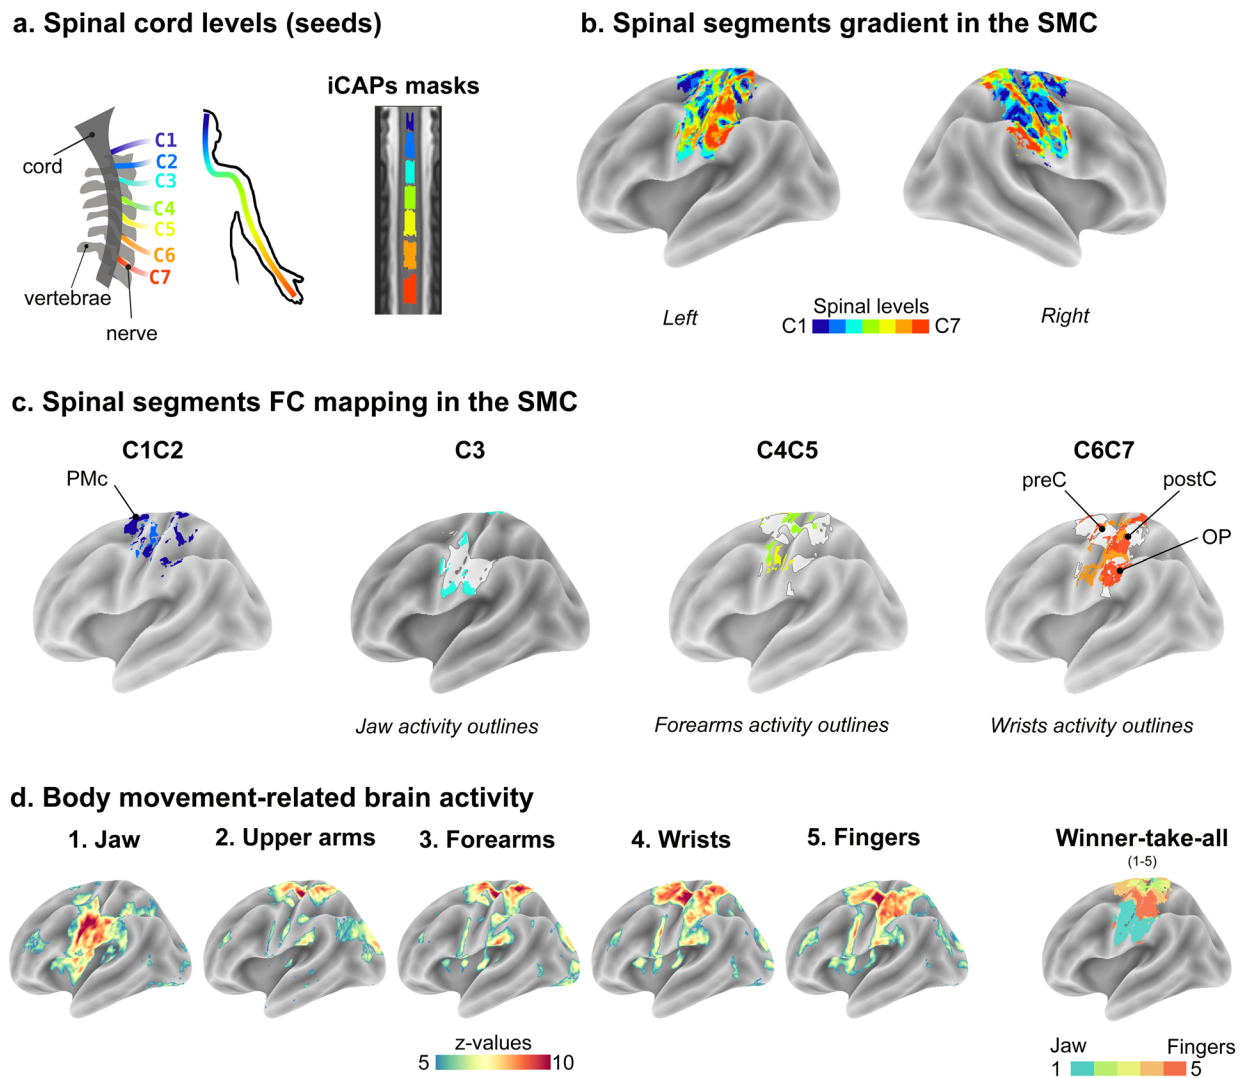 a. Spinal cord levels (seeds)
b. Spinal segments gradient in the SMC
iCAPs masks
C1
C2
C3
C4
C5
C6
C7
cord
vertebrae
nerve
Left
Right
Spinal levels
C1 C7
c. Spinal segments FC mapping in the SMC
C1C2
C3
C4C5
C6C7
PMc
preC
postC
OP
Jaw activity outlines
Forearms activity outlines
Wrists activity outlines
d. Body movement-related brain activity
1. Jaw
2. Upper arms
3. Forearms
4. Wrists
5. Fingers
Winner-take-all
(1-5)
z-values
5 10
Jaw Fingers
1 5